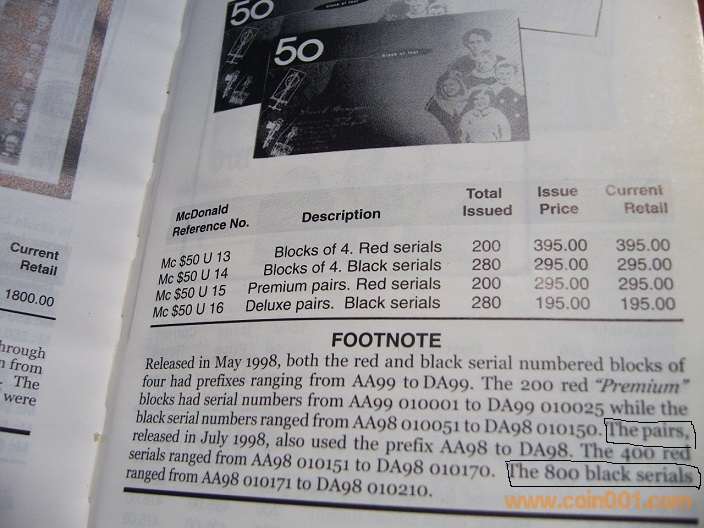 50
50
block of four
Current
Retail
1800.00
hrough
n from
The
were
McDonald
Reference No.
Description
Total
Issued
Issue
Price
Current
Retail
Mc $50 U 13 Blocks of 4. Red serials 200 395.00 395.00
Mc $50 U 14 Blocks of 4. Black serials 280 295.00 295.00
Mc $50 U 15 Premium pairs. Red serials 200 295.00 295.00
Mc $50 U 16 Deluxe pairs. Black serials 280 195.00 195.00
FOOTNOTE
Released in May 1998, both the red and black serial numbered blocks of
four had prefixes ranging from AA99 to DA99. The 200 red "Premium"
blocks had serial numbers from AA99 010001 to DA99 010025 while the
black serial numbers ranged from AA98 010051 to DA98 010150. The pairs,
released in July 1998, also used the prefix AA98 to DA98. The 400 red
serials ranged from AA98 010151 to DA98 010170. The 800 black serials
ranged from AA98 010171 to DA98 010210.
www.coin001.com